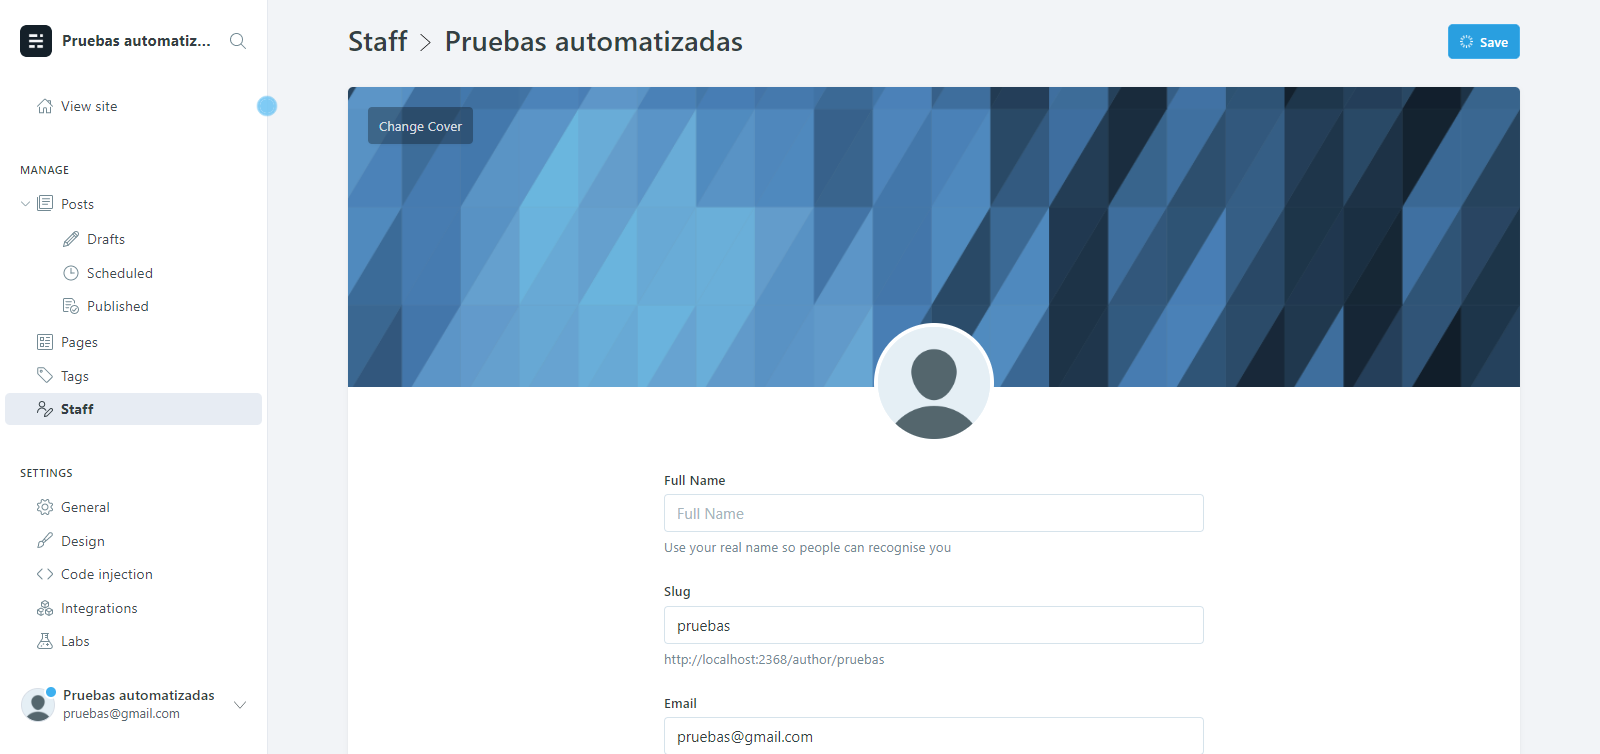 Pruebas automatiz...
View site
MANAGE
Posts
Drafts
Scheduled
Published
Pages
Tags
Staff
SETTINGS
General
Design
Code injection
Integrations
Labs
Pruebas automatizadas
pruebas@gmail.com
Staff > Pruebas automatizadas
Save
Change Cover
Full Name
Full Name
Use your real name so people can recognise you
Slug
pruebas
http://localhost:2368/author/pruebas
Email
pruebas@gmail.com